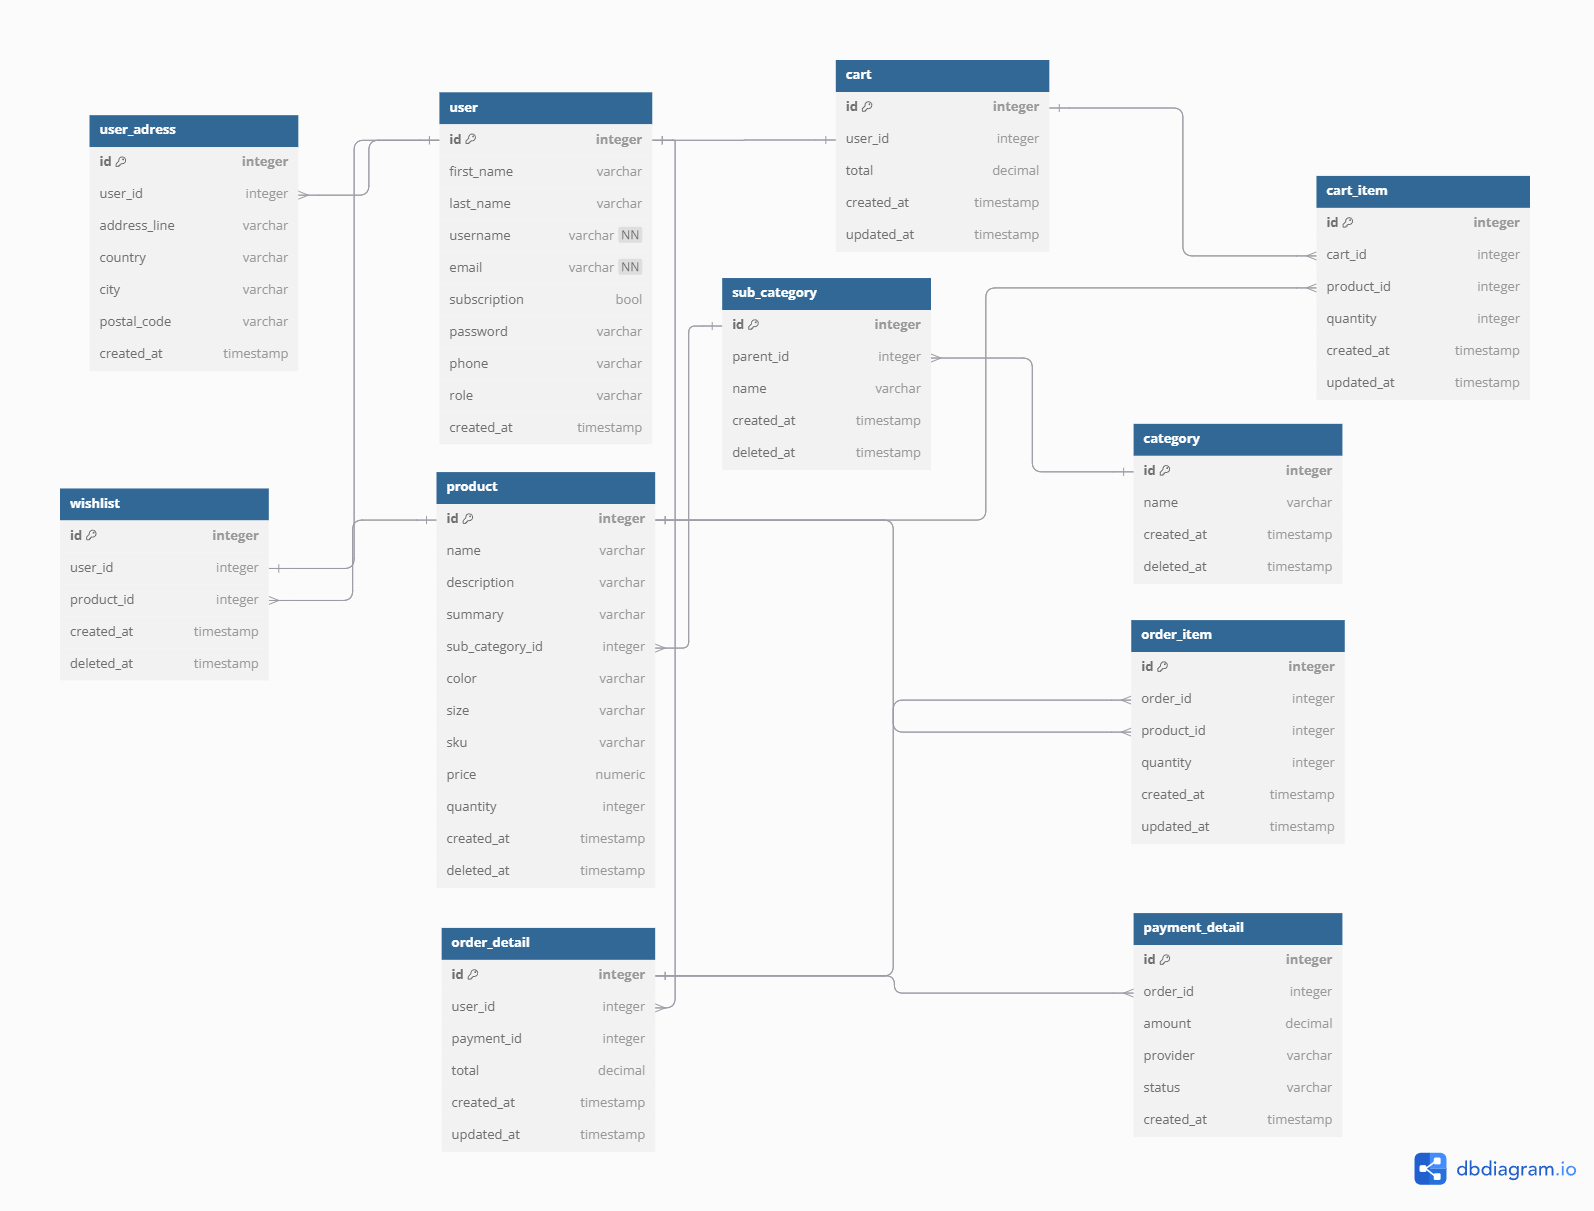 user_adress
id integer
user_id integer
address_line varchar
country varchar
city varchar
postal_code varchar
created_at timestamp
user
id integer
first_name varchar
last_name varchar
username varchar NN
email varchar NN
subscription bool
password varchar
phone varchar
role varchar
created_at timestamp
cart
id integer
user_id integer
total decimal
created_at timestamp
updated_at timestamp
cart_item
id integer
cart_id integer
product_id integer
quantity integer
created_at timestamp
updated_at timestamp
sub_category
id integer
parent_id integer
name varchar
created_at timestamp
deleted_at timestamp
category
id integer
name varchar
created_at timestamp
deleted_at timestamp
wishlist
id integer
user_id integer
product_id integer
created_at timestamp
deleted_at timestamp
product
id integer
name varchar
description varchar
summary varchar
sub_category_id integer
color varchar
size varchar
sku varchar
price numeric
quantity integer
created_at timestamp
deleted_at timestamp
order_item
id integer
order_id integer
product_id integer
quantity integer
created_at timestamp
updated_at timestamp
order_detail
id integer
user_id integer
payment_id integer
total decimal
created_at timestamp
updated_at timestamp
payment_detail
id integer
order_id integer
amount decimal
provider varchar
status varchar
created_at timestamp
dbdiagram.io